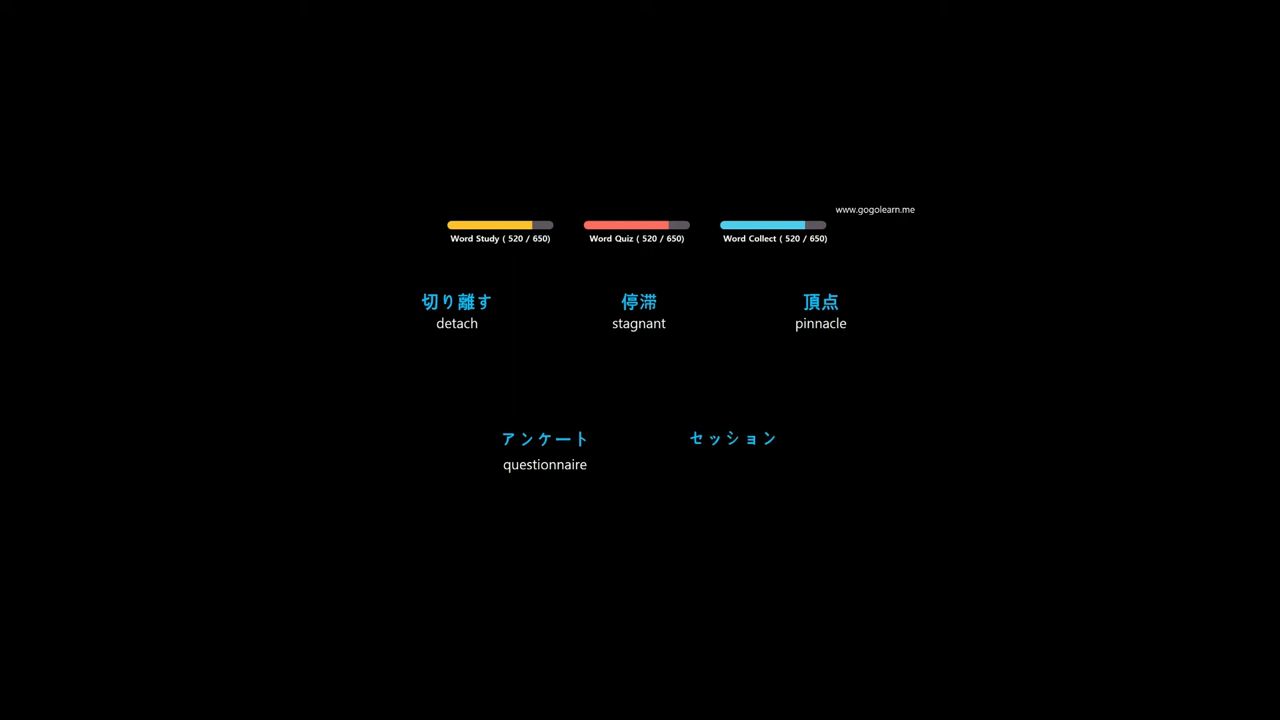 www.gogolearn.me
Word Study ( 520 / 650)
Word Quiz ( 520 / 650)
Word Collect ( 520 / 650)
切り離す
detach
停滞
stagnant
頂点
pinnacle
アンケート
questionnaire
セッション